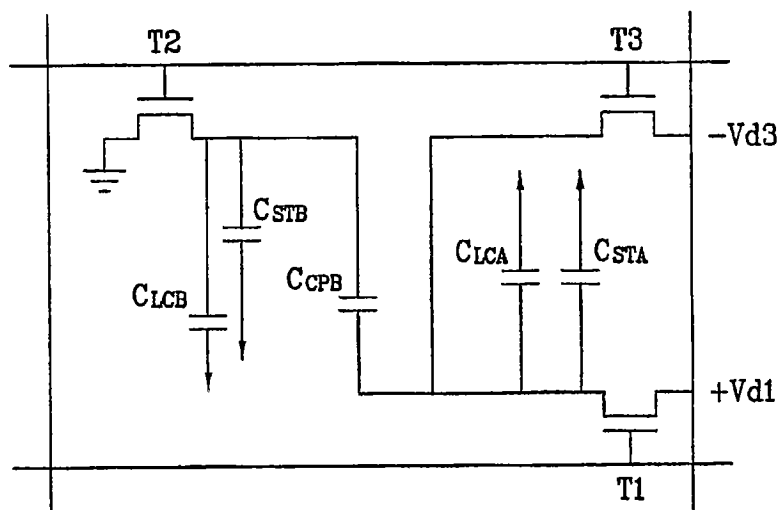 T2
T3
−Vd3
CSTB
CLCA
CSTA
CCPB
CLCB
+Vd1
T1